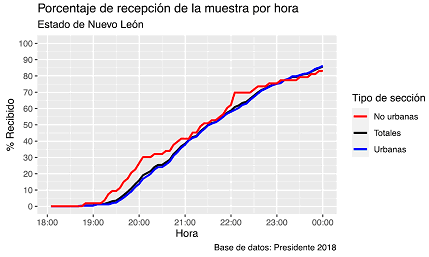 Porcentaje de recepción de la muestra por hora
Estado de Nuevo León
% Recibido
100
90
80
70
60
50
40
30
20
10
0
18:00 19:00 20:00 21:00 22:00 23:00 00:00
Hora
Tipo de sección
No urbanas
Totales
Urbanas
Base de datos: Presidente 2018